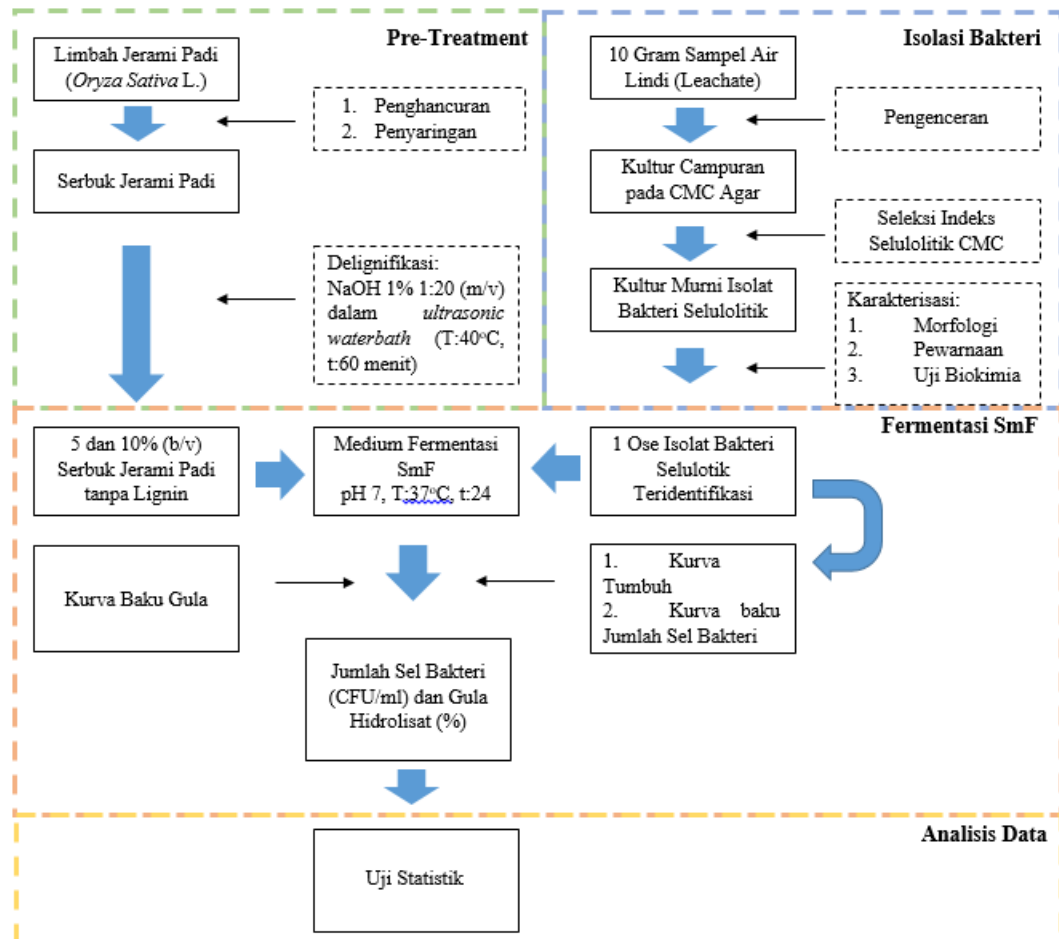 Pre-Treatment
Limbah Jerami Padi
(Oryza Sativa L.)
1. Penghancuran
2. Penyaringan
Serbuk Jerami Padi
Delignifikasi:
NaOH 1% 1:20 (m/v)
dalam ultrasonic
waterbath (T:40°C,
t:60 menit)
Isolasi Bakteri
10 Gram Sampel Air
Lindi (Leachate)
Pengenceran
Kultur Campuran
pada CMC Agar
Seleksi Indeks
Selulolitik CMC
Kultur Murni Isolat
Bakteri Selulolitik
Karakterisasi:
1. Morfologi
2. Pewarnaan
3. Uji Biokimia
Fermentasi SmF
5 dan 10% (b/v)
Serbuk Jerami Padi
tanpa Lignin
Medium Fermentasi
SmF
pH 7, T:37°C, t:24
1 Ose Isolat Bakteri
Selulotik
Teridentifikasi
Kurva Baku Gula
1. Kurva
Tumbuh
2. Kurva baku
Jumlah Sel Bakteri
Jumlah Sel Bakteri
(CFU/ml) dan Gula
Hidrolisat (%)
Analisis Data
Uji Statistik